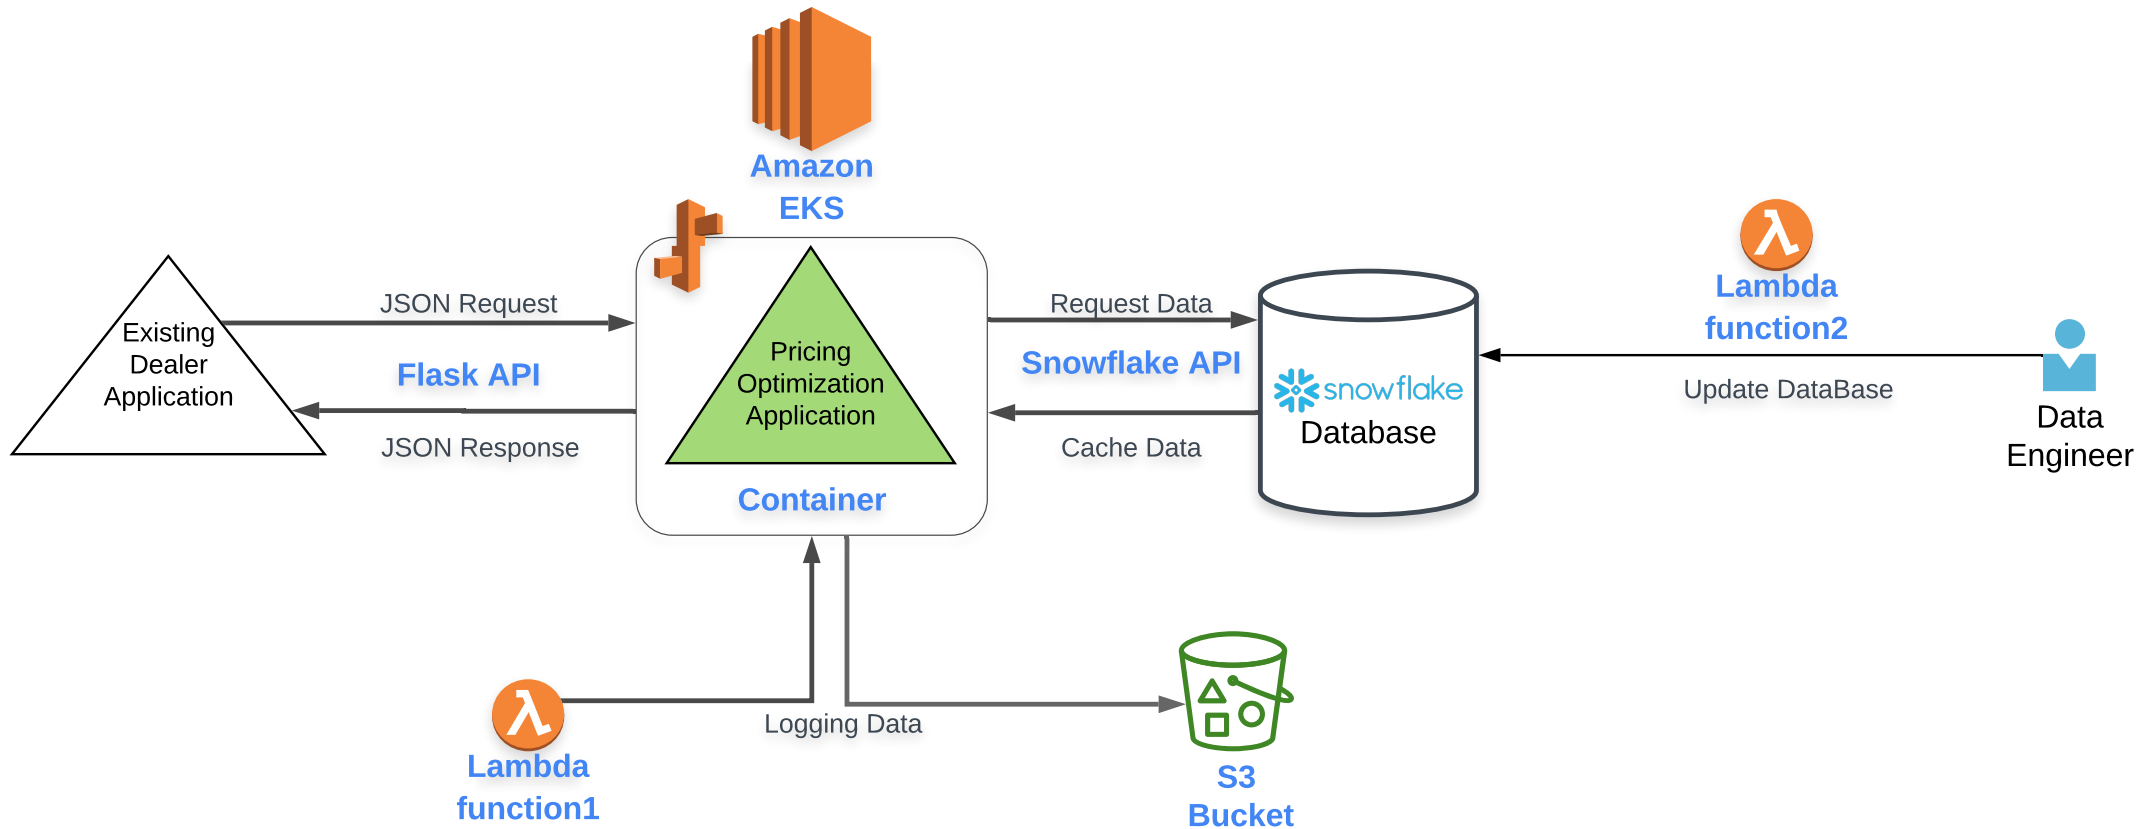 Amazon
EKS
JSON Request
Existing
Dealer
Application
Flask API
JSON Response
Pricing
Optimization
Application
Container
Request Data
Snowflake API
Cache Data
snowflake
Database
Lambda
function2
Update DataBase
Data
Engineer
Logging Data
Lambda
function1
S3
Bucket